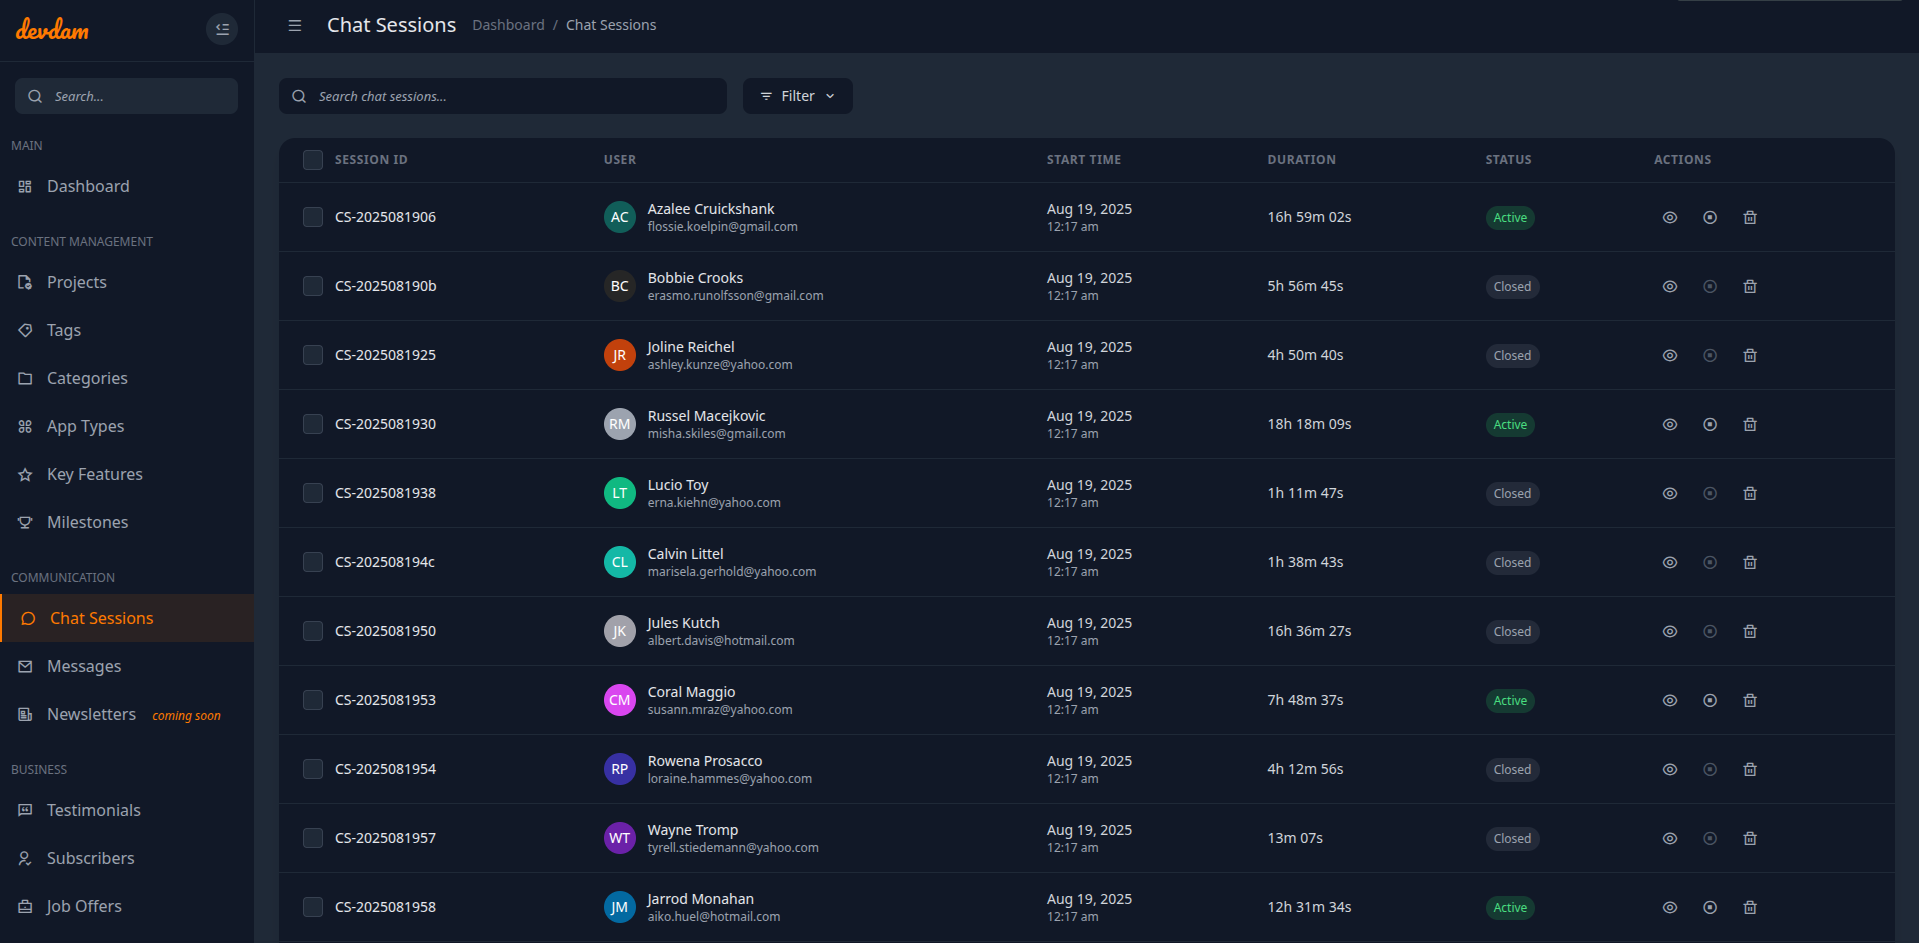 devdam
Search...
MAIN
Dashboard
CONTENT MANAGEMENT
Projects
Tags
Categories
App Types
Key Features
Milestones
COMMUNICATION
Chat Sessions
Messages
Newsletters coming soon
BUSINESS
Testimonials
Subscribers
Job Offers
Chat Sessions Dashboard / Chat Sessions
Search chat sessions... Filter
SESSION ID USER START TIME DURATION STATUS ACTIONS
CS-2025081906 AC Azalee Cruickshank Aug 19, 2025 16h 59m 02s Active
flossie.koelpin@gmail.com 12:17 am
CS-202508190b BC Bobbie Crooks Aug 19, 2025 5h 56m 45s Closed
erasmo.runolfsson@gmail.com 12:17 am
CS-2025081925 JR Joline Reichel Aug 19, 2025 4h 50m 40s Closed
ashley.kunze@yahoo.com 12:17 am
CS-2025081930 RM Russel Macejkovic Aug 19, 2025 18h 18m 09s Active
misha.skiles@gmail.com 12:17 am
CS-2025081938 LT Lucio Toy Aug 19, 2025 1h 11m 47s Closed
erna.kiehn@yahoo.com 12:17 am
CS-202508194c CL Calvin Littel Aug 19, 2025 1h 38m 43s Closed
marisela.gerhold@yahoo.com 12:17 am
CS-2025081950 JK Jules Kutch Aug 19, 2025 16h 36m 27s Closed
albert.davis@hotmail.com 12:17 am
CS-2025081953 CM Coral Maggio Aug 19, 2025 7h 48m 37s Active
susann.mraz@yahoo.com 12:17 am
CS-2025081954 RP Rowena Prosacco Aug 19, 2025 4h 12m 56s Closed
loraine.hammes@yahoo.com 12:17 am
CS-2025081957 WT Wayne Tromp Aug 19, 2025 13m 07s Closed
tyrell.stiedemann@yahoo.com 12:17 am
CS-2025081958 JM Jarrod Monahan Aug 19, 2025 12h 31m 34s Active
aiko.huel@hotmail.com 12:17 am